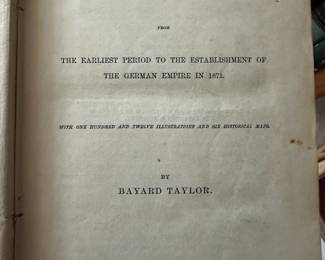 FROM
THE EARLIEST PERIOD TO THE ESTABLISHMENT OF
THE GERMAN EMPIRE IN 1871.
WITH ONE HUNDRED AND TWELVE ILLUSTRATIONS AND SIX HISTORICAL MAPS.
BY
BAYARD TAYLOR.